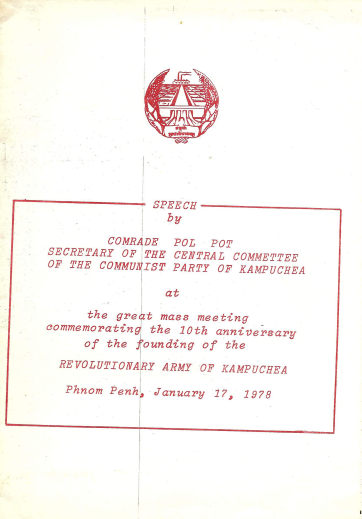 SPEECH
by
COMRADE POL POT
SECRETARY OF THE CENTRAL COMMETTEE
OF THE COMMUNIST PARTY OF KAMPUCHEA
at
the great mass meeting
commemorating the 10th anniversary
of the founding of the
REVOLUTIONARY ARMY OF KAMPUCHEA
Phnom Penh, January 17, 1978